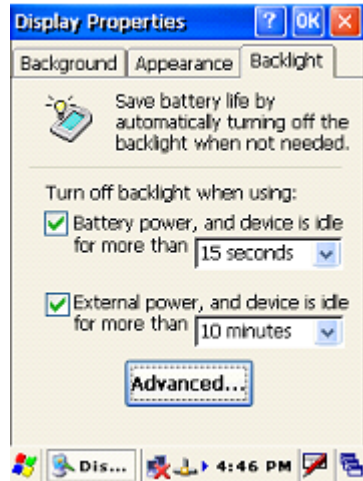 Display Properties ? OK ×
Background Appearance Backlight
Save battery life by
automatically turning off the
backlight when not needed.
Turn off backlight when using:
Battery power, and device is idle
for more than 15 seconds
External power, and device is idle
for more than 10 minutes
Advanced...
Dis... 4:46 PM